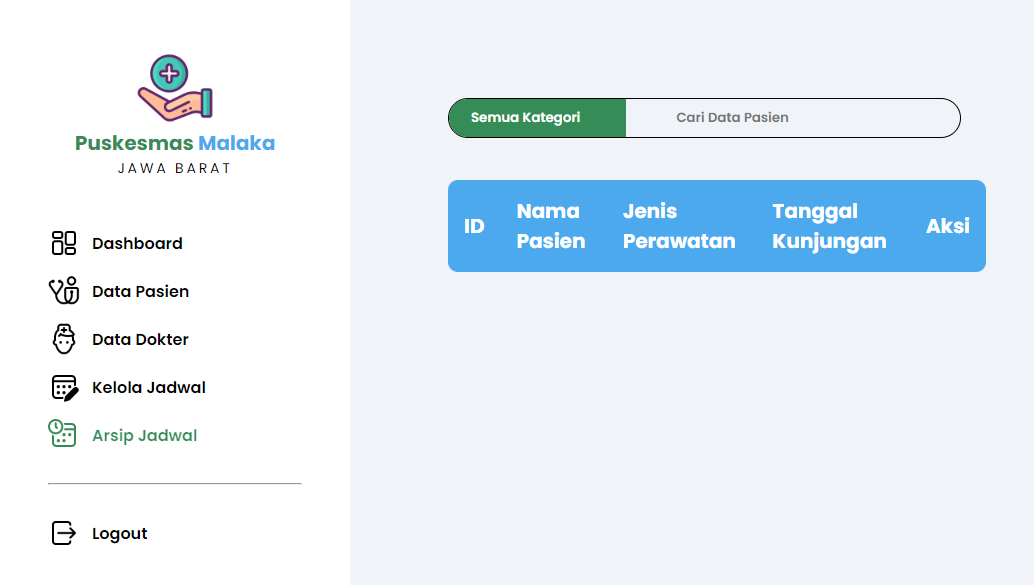 Puskesmas Malaka
JAWA BARAT
Dashboard
Data Pasien
Data Dokter
Kelola Jadwal
Arsip Jadwal
Logout
Semua Kategori
Cari Data Pasien
ID
Nama
Pasien
Jenis
Perawatan
Tanggal
Kunjungan
Aksi